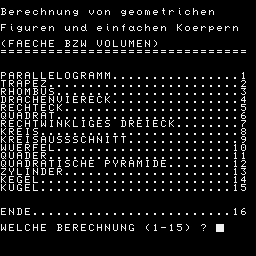 Berechnung von geometrichen
Figuren und einfachen Koerpern
(FAECHE BZW VOLUMEN)
==============================
PARALLELOGRAMM...............1
TRAPEZ.......................2
RHOMBUS......................3
DRACHENVIERECK...............4
RECHTECK.....................5
QUADRAT......................6
RECHTWINKLIGES DREIECK.......7
KREIS........................8
KREISAUSSSCHNITT.............9
WUERFEL.....................10
QUADER......................11
QUADRATISCHE PYRAMIDE.......12
ZYLINDER....................13
KEGEL.......................14
KUGEL.......................15
ENDE........................16
WELCHE BERECHNUNG (1-15) ?